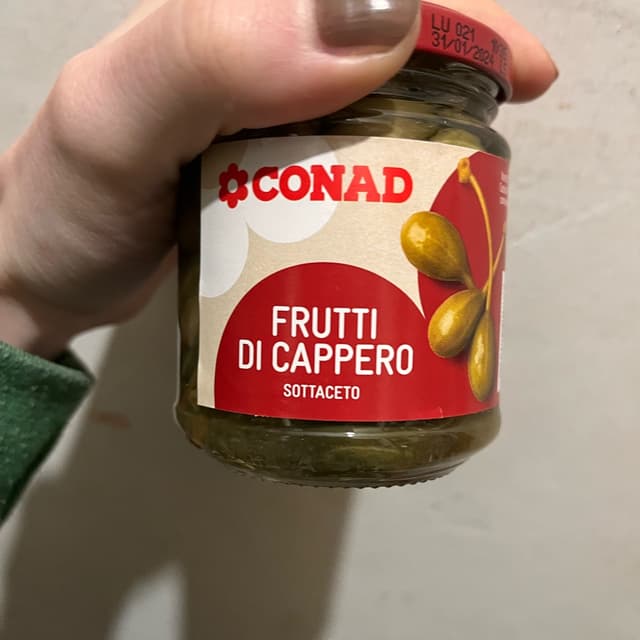 LU 021
31/01/2024
CONAD
FRUTTI
DI CAPPERO
SOTTACETO